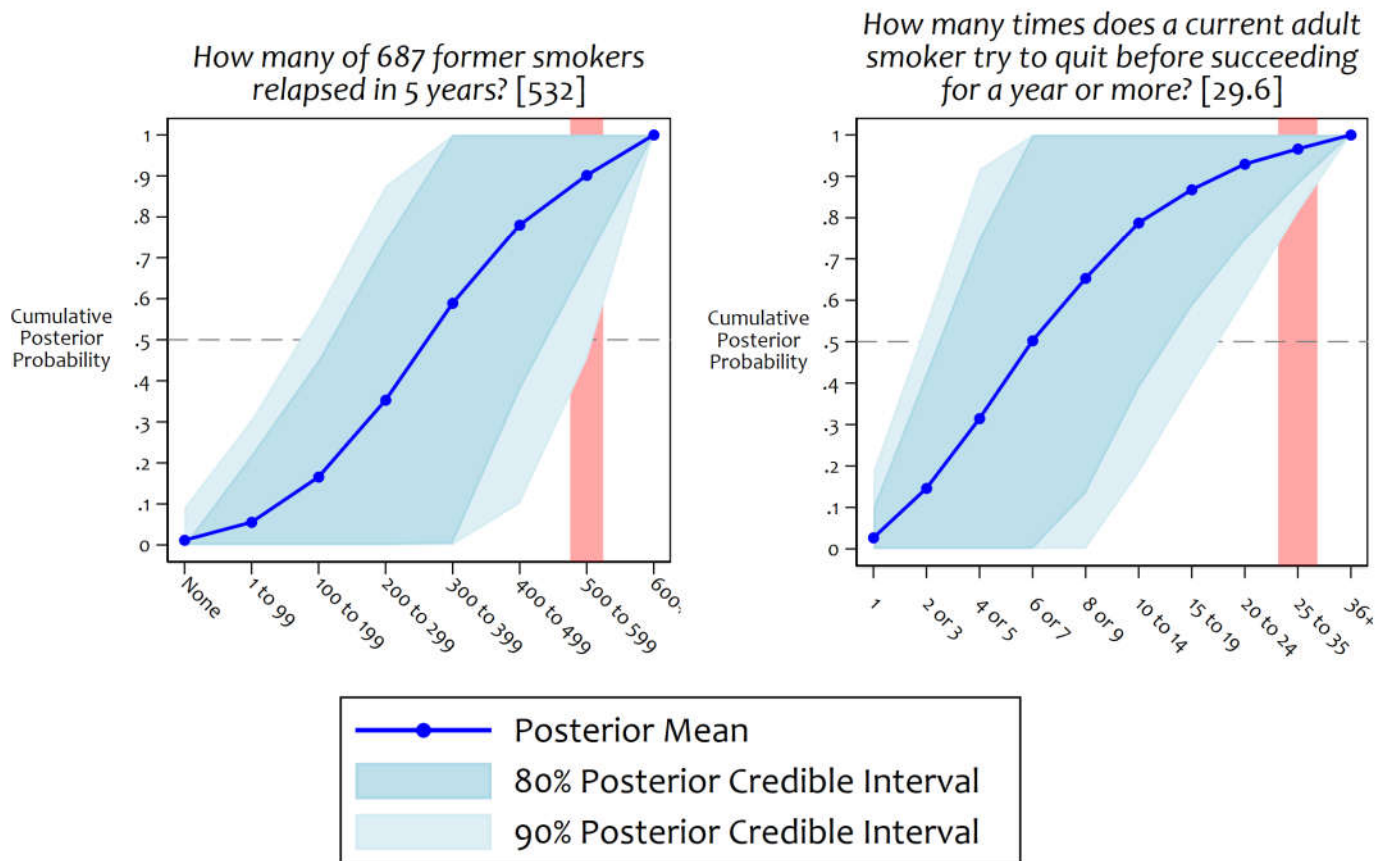 How many of 687 former smokers
relapsed in 5 years? [532]
How many times does a current adult
smoker try to quit before succeeding
for a year or more? [29.6]
1
.9
.8
.7
.6
.5
.4
.3
.2
.1
0
Cumulative
Posterior
Probability
None
1 to 99
100 to 199
200 to 299
300 to 399
400 to 499
500 to 599
600-
1
.9
.8
.7
.6
.5
.4
.3
.2
.1
0
Cumulative
Posterior
Probability
1
2 or 3
4 or 5
6 or 7
8 or 9
10 to 14
15 to 19
20 to 24
25 to 35
36+
Posterior Mean
80% Posterior Credible Interval
90% Posterior Credible Interval